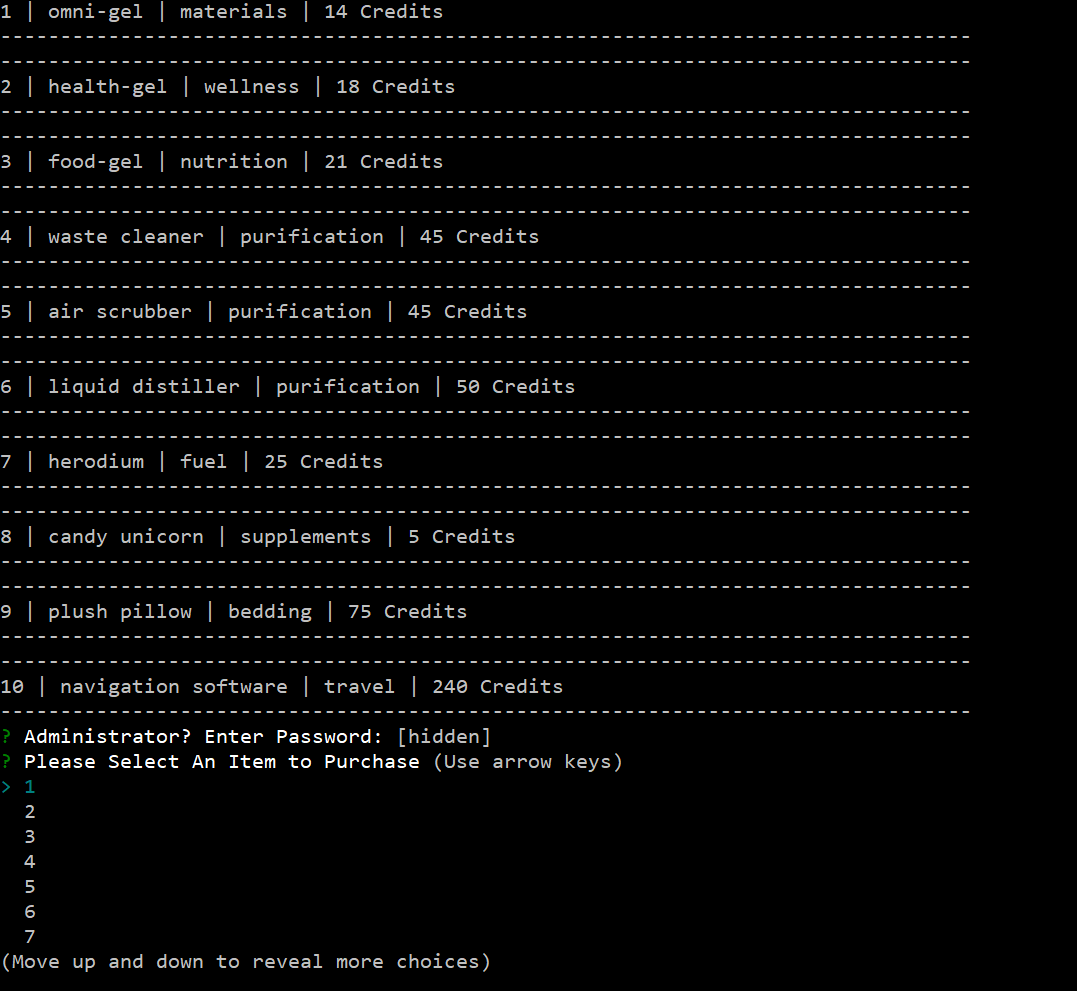 1 | omni-gel | materials | 14 Credits
---------------------------------------------------------------------------------
---------------------------------------------------------------------------------
2 | health-gel | wellness | 18 Credits
---------------------------------------------------------------------------------
---------------------------------------------------------------------------------
3 | food-gel | nutrition | 21 Credits
---------------------------------------------------------------------------------
---------------------------------------------------------------------------------
4 | waste cleaner | purification | 45 Credits
---------------------------------------------------------------------------------
---------------------------------------------------------------------------------
5 | air scrubber | purification | 45 Credits
---------------------------------------------------------------------------------
---------------------------------------------------------------------------------
6 | liquid distiller | purification | 50 Credits
---------------------------------------------------------------------------------
---------------------------------------------------------------------------------
7 | herodium | fuel | 25 Credits
---------------------------------------------------------------------------------
---------------------------------------------------------------------------------
8 | candy unicorn | supplements | 5 Credits
---------------------------------------------------------------------------------
---------------------------------------------------------------------------------
9 | plush pillow | bedding | 75 Credits
---------------------------------------------------------------------------------
---------------------------------------------------------------------------------
10 | navigation software | travel | 240 Credits
---------------------------------------------------------------------------------
? Administrator? Enter Password: [hidden]
? Please Select An Item to Purchase (Use arrow keys)
> 1
  2
  3
  4
  5
  6
  7
(Move up and down to reveal more choices)